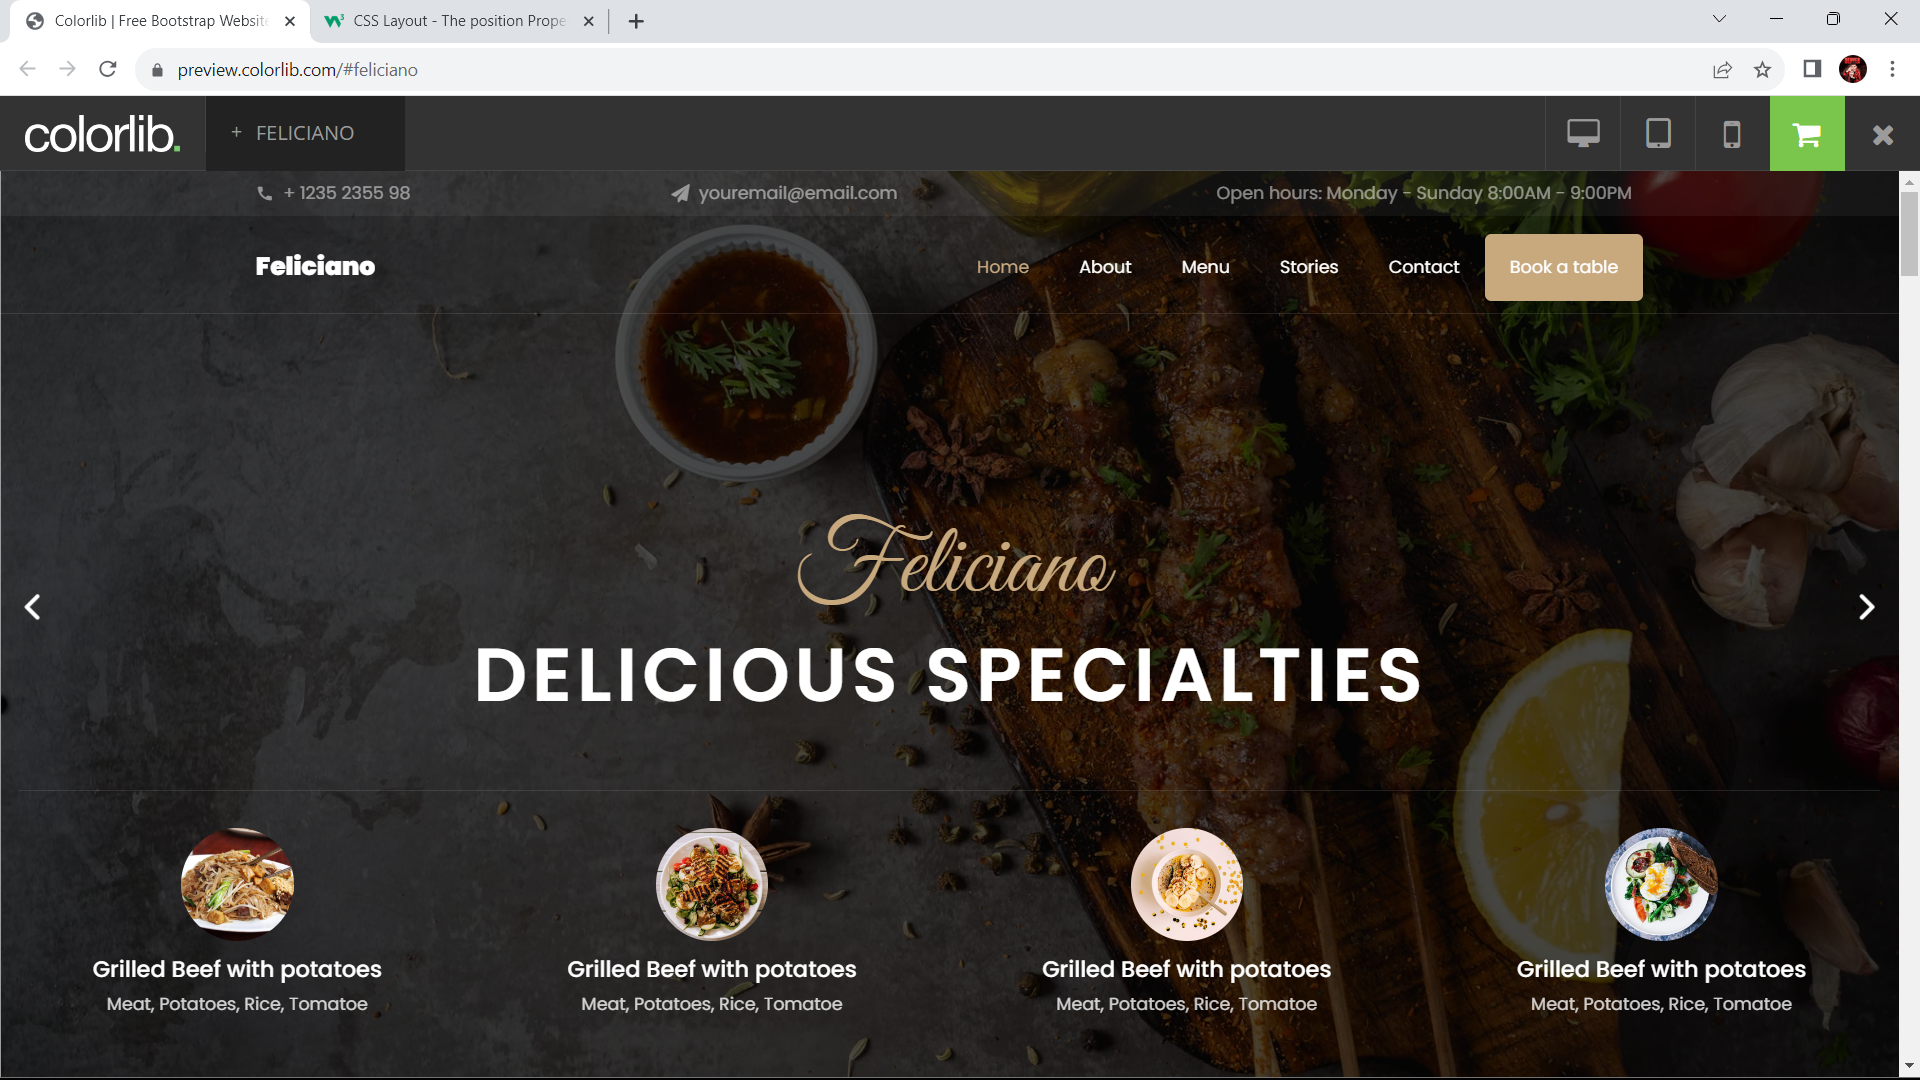 Colorlib | Free Bootstrap Website
CSS Layout - The position Prope
preview.colorlib.com/#feliciano
colorlib.
+ FELICIANO
+ 1235 2355 98
youremail@email.com
Open hours: Monday - Sunday 8:00AM - 9:00PM
Feliciano
Home
About
Menu
Stories
Contact
Book a table
Feliciano
DELICIOUS SPECIALTIES
Grilled Beef with potatoes
Meat, Potatoes, Rice, Tomatoe
Grilled Beef with potatoes
Meat, Potatoes, Rice, Tomatoe
Grilled Beef with potatoes
Meat, Potatoes, Rice, Tomatoe
Grilled Beef with potatoes
Meat, Potatoes, Rice, Tomatoe